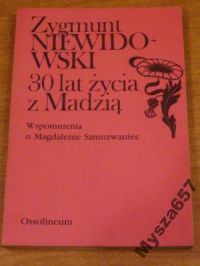 Zygmunt
NIEWIDO-
WSKI
30 lat życia
z Madzią
Wspomnienia
o Magdalenie Samozwaniec
Ossolineum
Mysza657